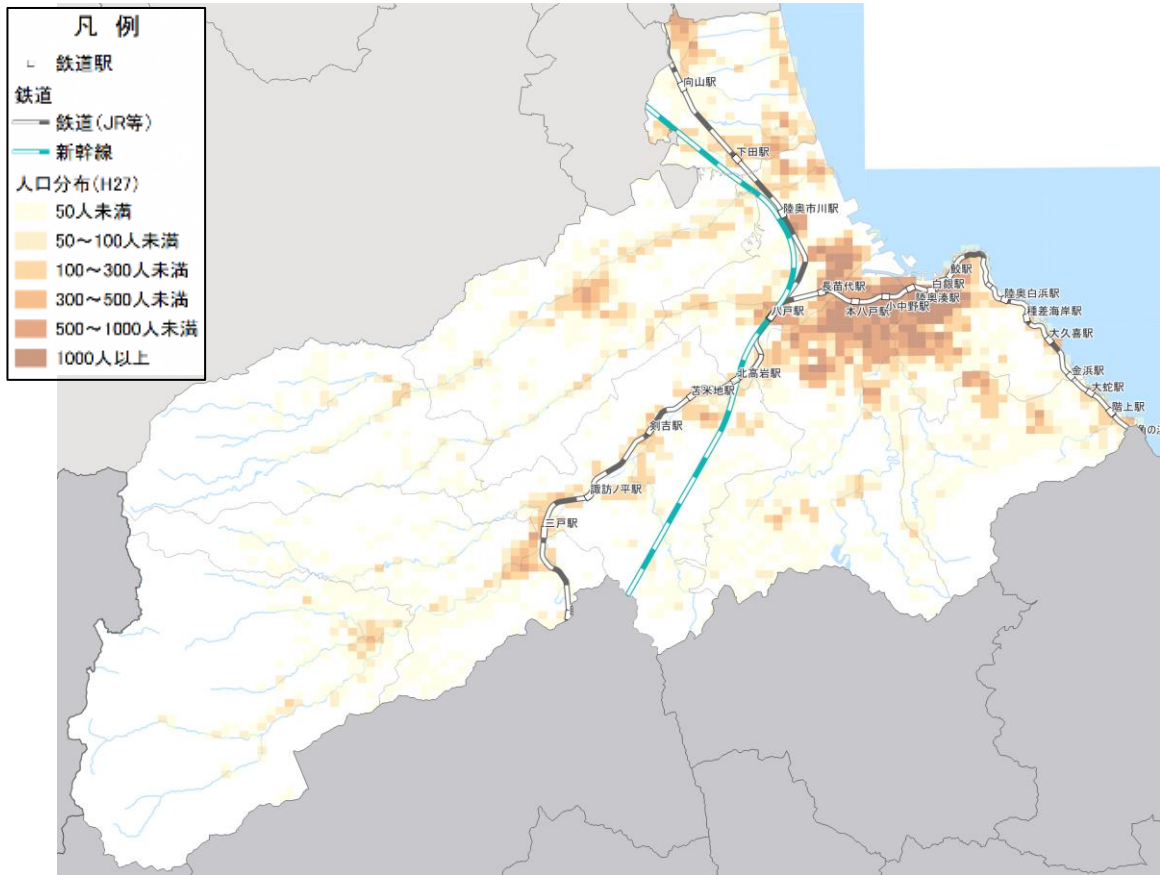 凡 例
鉄道駅
鉄道
鉄道(JR等)
新幹線
人口分布(H27)
50人未満
50~100人未満
100~300人未満
300~500人未満
500~1000人未満
1000人以上
向山駅
下田駅
陸奥市川駅
鮫駅
白銀駅
陸奥湊駅
小中野駅
本八戸駅
長苗代駅
八戸駅
陸奥白浜駅
種差海岸駅
大久喜駅
金浜駅
大蛇駅
階上駅
北高岩駅
苫米地駅
剣吉駅
諏訪ノ平駅
三戸駅